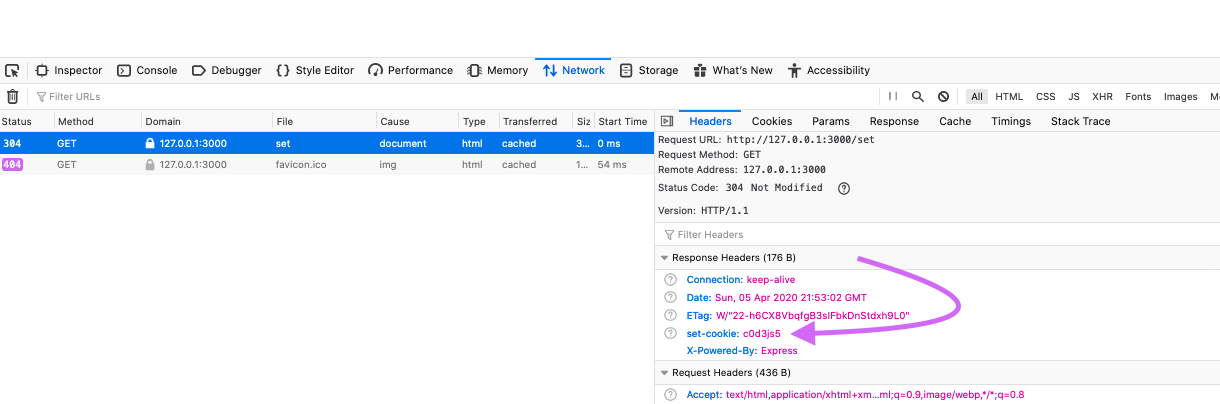 Inspector Console Debugger Style Editor Performance Memory Network Storage What's New Accessibility
Filter URLs All HTML CSS JS XHR Fonts Images
Status Method Domain File Cause Type Transferred Siz Start Time
304 GET 127.0.0.1:3000 set document html cached 3... 0 ms
404 GET 127.0.0.1:3000 favicon.ico img html cached 1... 54 ms
Headers Cookies Params Response Cache Timings Stack Trace
Request URL: http://127.0.0.1:3000/set
Request Method: GET
Remote Address: 127.0.0.1:3000
Status Code: 304 Not Modified
Version: HTTP/1.1
Filter Headers
Response Headers (176 B)
Connection: keep-alive
Date: Sun, 05 Apr 2020 21:53:02 GMT
ETag: W/"22-h6CX8VbqfgB3slFbkDnStdxh9L0"
set-cookie: c0d3js5
X-Powered-By: Express
Request Headers (436 B)
Accept: text/html,application/xhtml+xm...ml;q=0.9,image/webp,*/*;q=0.8